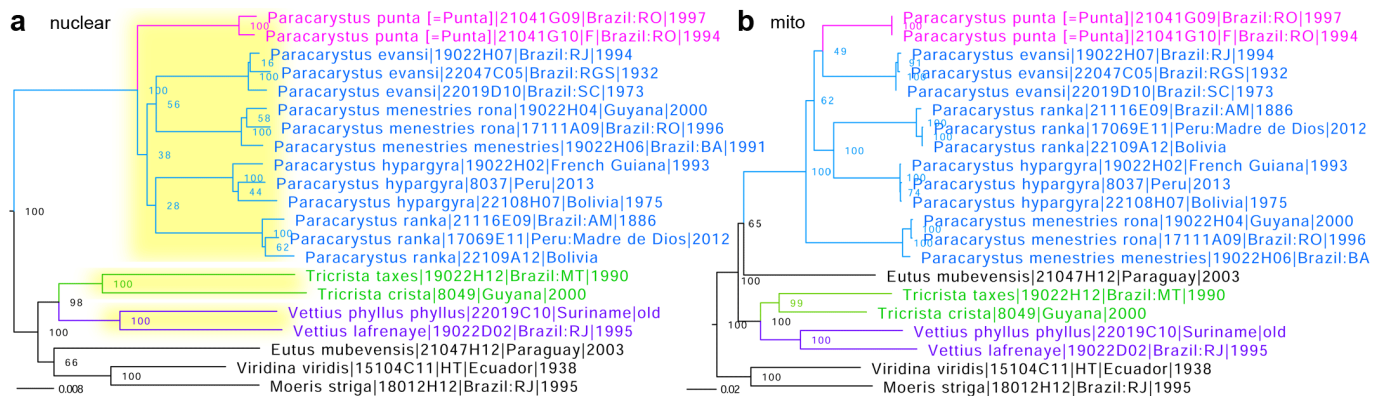 a nuclear
Paracarystus punta [=Punta]|21041G09|Brazil:RO|1997
100
Paracarystus punta [=Punta]|21041G10|F|Brazil:RO|1994
Paracarystus evansi|19022H07|Brazil:RJ|1994
16
Paracarystus evansi|22047C05|Brazil:RGS|1932
100
Paracarystus evansi|22019D10|Brazil:SC|1973
100
56
Paracarystus menestries rona|19022H04|Guyana|2000
58
Paracarystus menestries rona|17111A09|Brazil:RO|1996
100
Paracarystus menestries menestries|19022H06|Brazil:BA|1991
38
Paracarystus hypargyra|19022H02|French Guiana|1993
100
Paracarystus hypargyra|8037|Peru|2013
44
Paracarystus hypargyra|22108H07|Bolivia|1975
28
Paracarystus ranka|21116E09|Brazil:AM|1886
100
Paracarystus ranka|17069E11|Peru:Madre de Dios|2012
62
Paracarystus ranka|22109A12|Bolivia
100
Tricrista taxes|19022H12|Brazil:MT|1990
100
Tricrista crista|8049|Guyana|2000
98
Vettius phyllus phyllus|22019C10|Suriname|old
100
Vettius lafrenaye|19022D02|Brazil:RJ|1995
100
Eutus mubevensis|21047H12|Paraguay|2003
66
Viridina viridis|15104C11|HT|Ecuador|1938
100
Moeris striga|18012H12|Brazil:RJ|1995
0.008
b mito
Paracarystus punta [=Punta]|21041G09|Brazil:RO|1997
100
Paracarystus punta [=Punta]|21041G10|F|Brazil:RO|1994
49
Paracarystus evansi|19022H07|Brazil:RJ|1994
91
Paracarystus evansi|22047C05|Brazil:RGS|1932
100
Paracarystus evansi|22019D10|Brazil:SC|1973
62
Paracarystus ranka|21116E09|Brazil:AM|1886
100
Paracarystus ranka|17069E11|Peru:Madre de Dios|2012
100
Paracarystus ranka|22109A12|Bolivia
100
Paracarystus hypargyra|19022H02|French Guiana|1993
100
100
Paracarystus hypargyra|8037|Peru|2013
74
Paracarystus hypargyra|22108H07|Bolivia|1975
Paracarystus menestries rona|19022H04|Guyana|2000
100
Paracarystus menestries rona|17111A09|Brazil:RO|1996
100
Paracarystus menestries menestries|19022H06|Brazil:BA
65
Eutus mubevensis|21047H12|Paraguay|2003
100
Tricrista taxes|19022H12|Brazil:MT|1990
99
Tricrista crista|8049|Guyana|2000
100
100
Vettius phyllus phyllus|22019C10|Suriname|old
100
Vettius lafrenaye|19022D02|Brazil:RJ|1995
Viridina viridis|15104C11|HT|Ecuador|1938
100
Moeris striga|18012H12|Brazil:RJ|1995
0.02